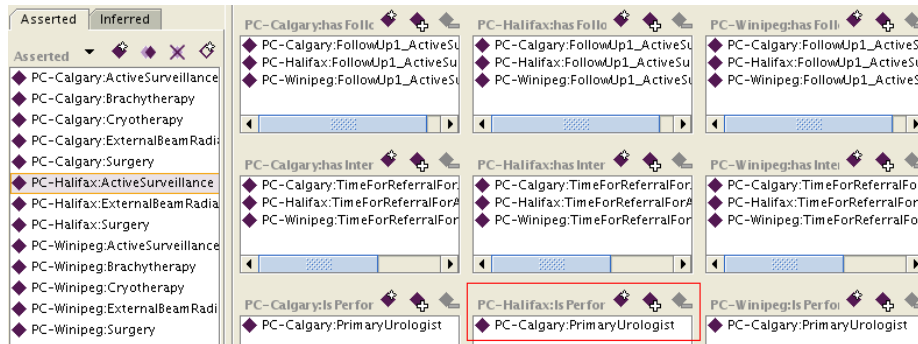 Asserted Inferred
Asserted
PC-Calgary:ActiveSurveillance
PC-Calgary:Brachytherapy
PC-Calgary:Cryotherapy
PC-Calgary:ExternalBeamRadi
PC-Calgary:Surgery
PC-Halifax:ActiveSurveillance
PC-Halifax:ExternalBeamRadia
PC-Halifax:Surgery
PC-Winipeg:ActiveSurveillance
PC-Winipeg:Brachytherapy
PC-Winipeg:Cryotherapy
PC-Winipeg:ExternalBeamRadi
PC-Winipeg:Surgery
PC-Calgary:has Follc
PC-Calgary:FollowUp1_ActiveSu
PC-Halifax:FollowUp1_ActiveSu
PC-Winipeg:FollowUp1_ActiveS
PC-Halifax:has Follo
PC-Calgary:FollowUp1_ActiveSu
PC-Halifax:FollowUp1_ActiveSu
PC-Winipeg:FollowUp1_ActiveS
PC-Winipeg:has Foll
PC-Calgary:FollowUp1_ActiveS
PC-Halifax:FollowUp1_ActiveSu
PC-Winipeg:FollowUp1_ActiveS
PC-Calgary:has Inter
PC-Calgary:TimeForReferralFor
PC-Halifax:TimeForReferralForA
PC-Winipeg:TimeForReferralFor
PC-Halifax:has Inter
PC-Calgary:TimeForReferralFor
PC-Halifax:TimeForReferralForA
PC-Winipeg:TimeForReferralFor
PC-Winipeg:has Inter
PC-Calgary:TimeForReferralFor
PC-Halifax:TimeForReferralFor
PC-Winipeg:TimeForReferralFor
PC-Calgary:Is Perfor
PC-Calgary:PrimaryUrologist
PC-Halifax:Is Perfor
PC-Calgary:PrimaryUrologist
PC-Winipeg:Is Perfor
PC-Calgary:PrimaryUrologist